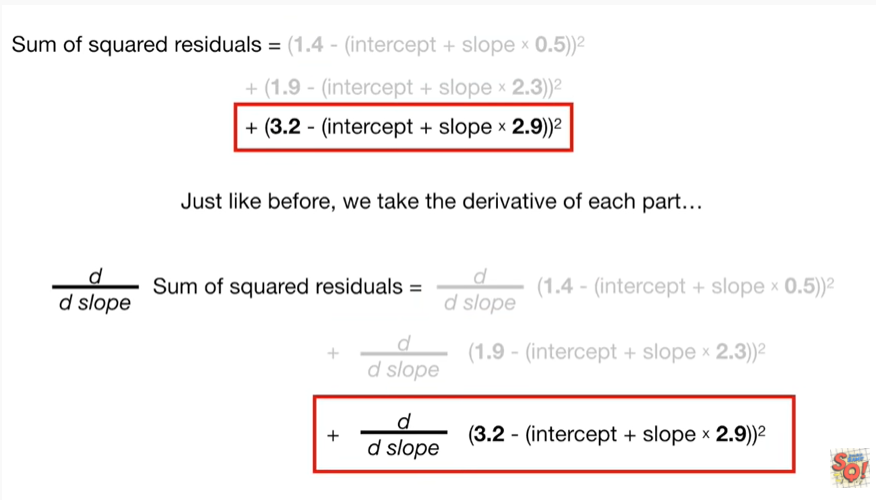 Sum of squared residuals = (1.4 - (intercept + slope × 0.5))²
+ (1.9 - (intercept + slope × 2.3))²
+ (3.2 - (intercept + slope × 2.9))²
Just like before, we take the derivative of each part…
d
d slope
Sum of squared residuals =
d
d slope
(1.4 - (intercept + slope × 0.5))²
+
d
d slope
(1.9 - (intercept + slope × 2.3))²
+
d
d slope
(3.2 - (intercept + slope × 2.9))²
SQ!